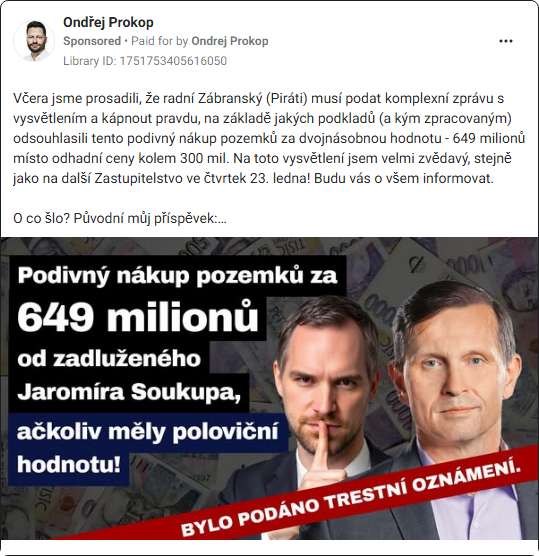 Ondřej Prokop
Sponsored • Paid for by Ondrej Prokop
Library ID: 1751753405616050
Včera jsme prosadili, že radní Zábranský (Piráti) musí podat komplexní zprávu s
vysvětlením a kápnout pravdu, na základě jakých podkladů (a kým zpracovaným)
odsouhlasili tento podivný nákup pozemků za dvojnásobnou hodnotu - 649 milionů
místo odhadní ceny kolem 300 mil. Na toto vysvětlení jsem velmi zvědavý, stejně
jako na další Zastupitelstvo ve čtvrtek 23. ledna! Budu vás o všem informovat.
O co šlo? Původní můj příspěvek:...
Podivný nákup pozemků za
649 milionů
od zadluženého
Jaromíra Soukupa,
ačkoliv měly poloviční
hodnotu!
BYLO PODÁNO TRESTNÍ OZNÁMENÍ.